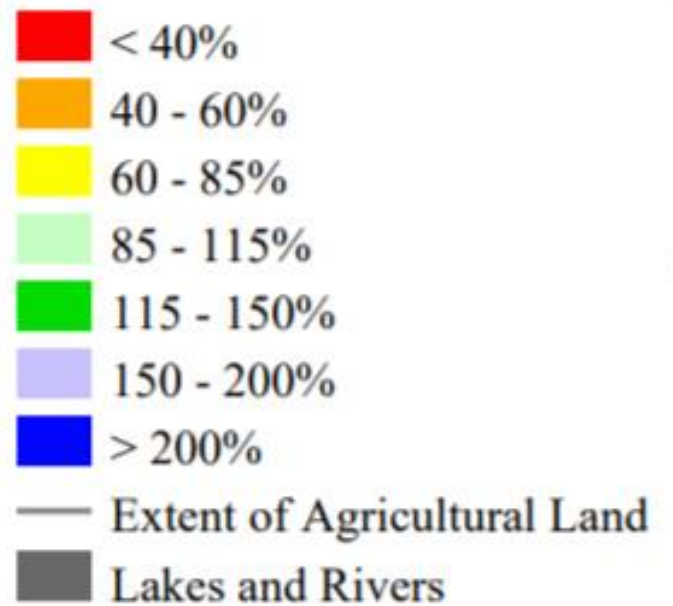 < 40%
40 - 60%
60 - 85%
85 - 115%
115 - 150%
150 - 200%
> 200%
Extent of Agricultural Land
Lakes and Rivers